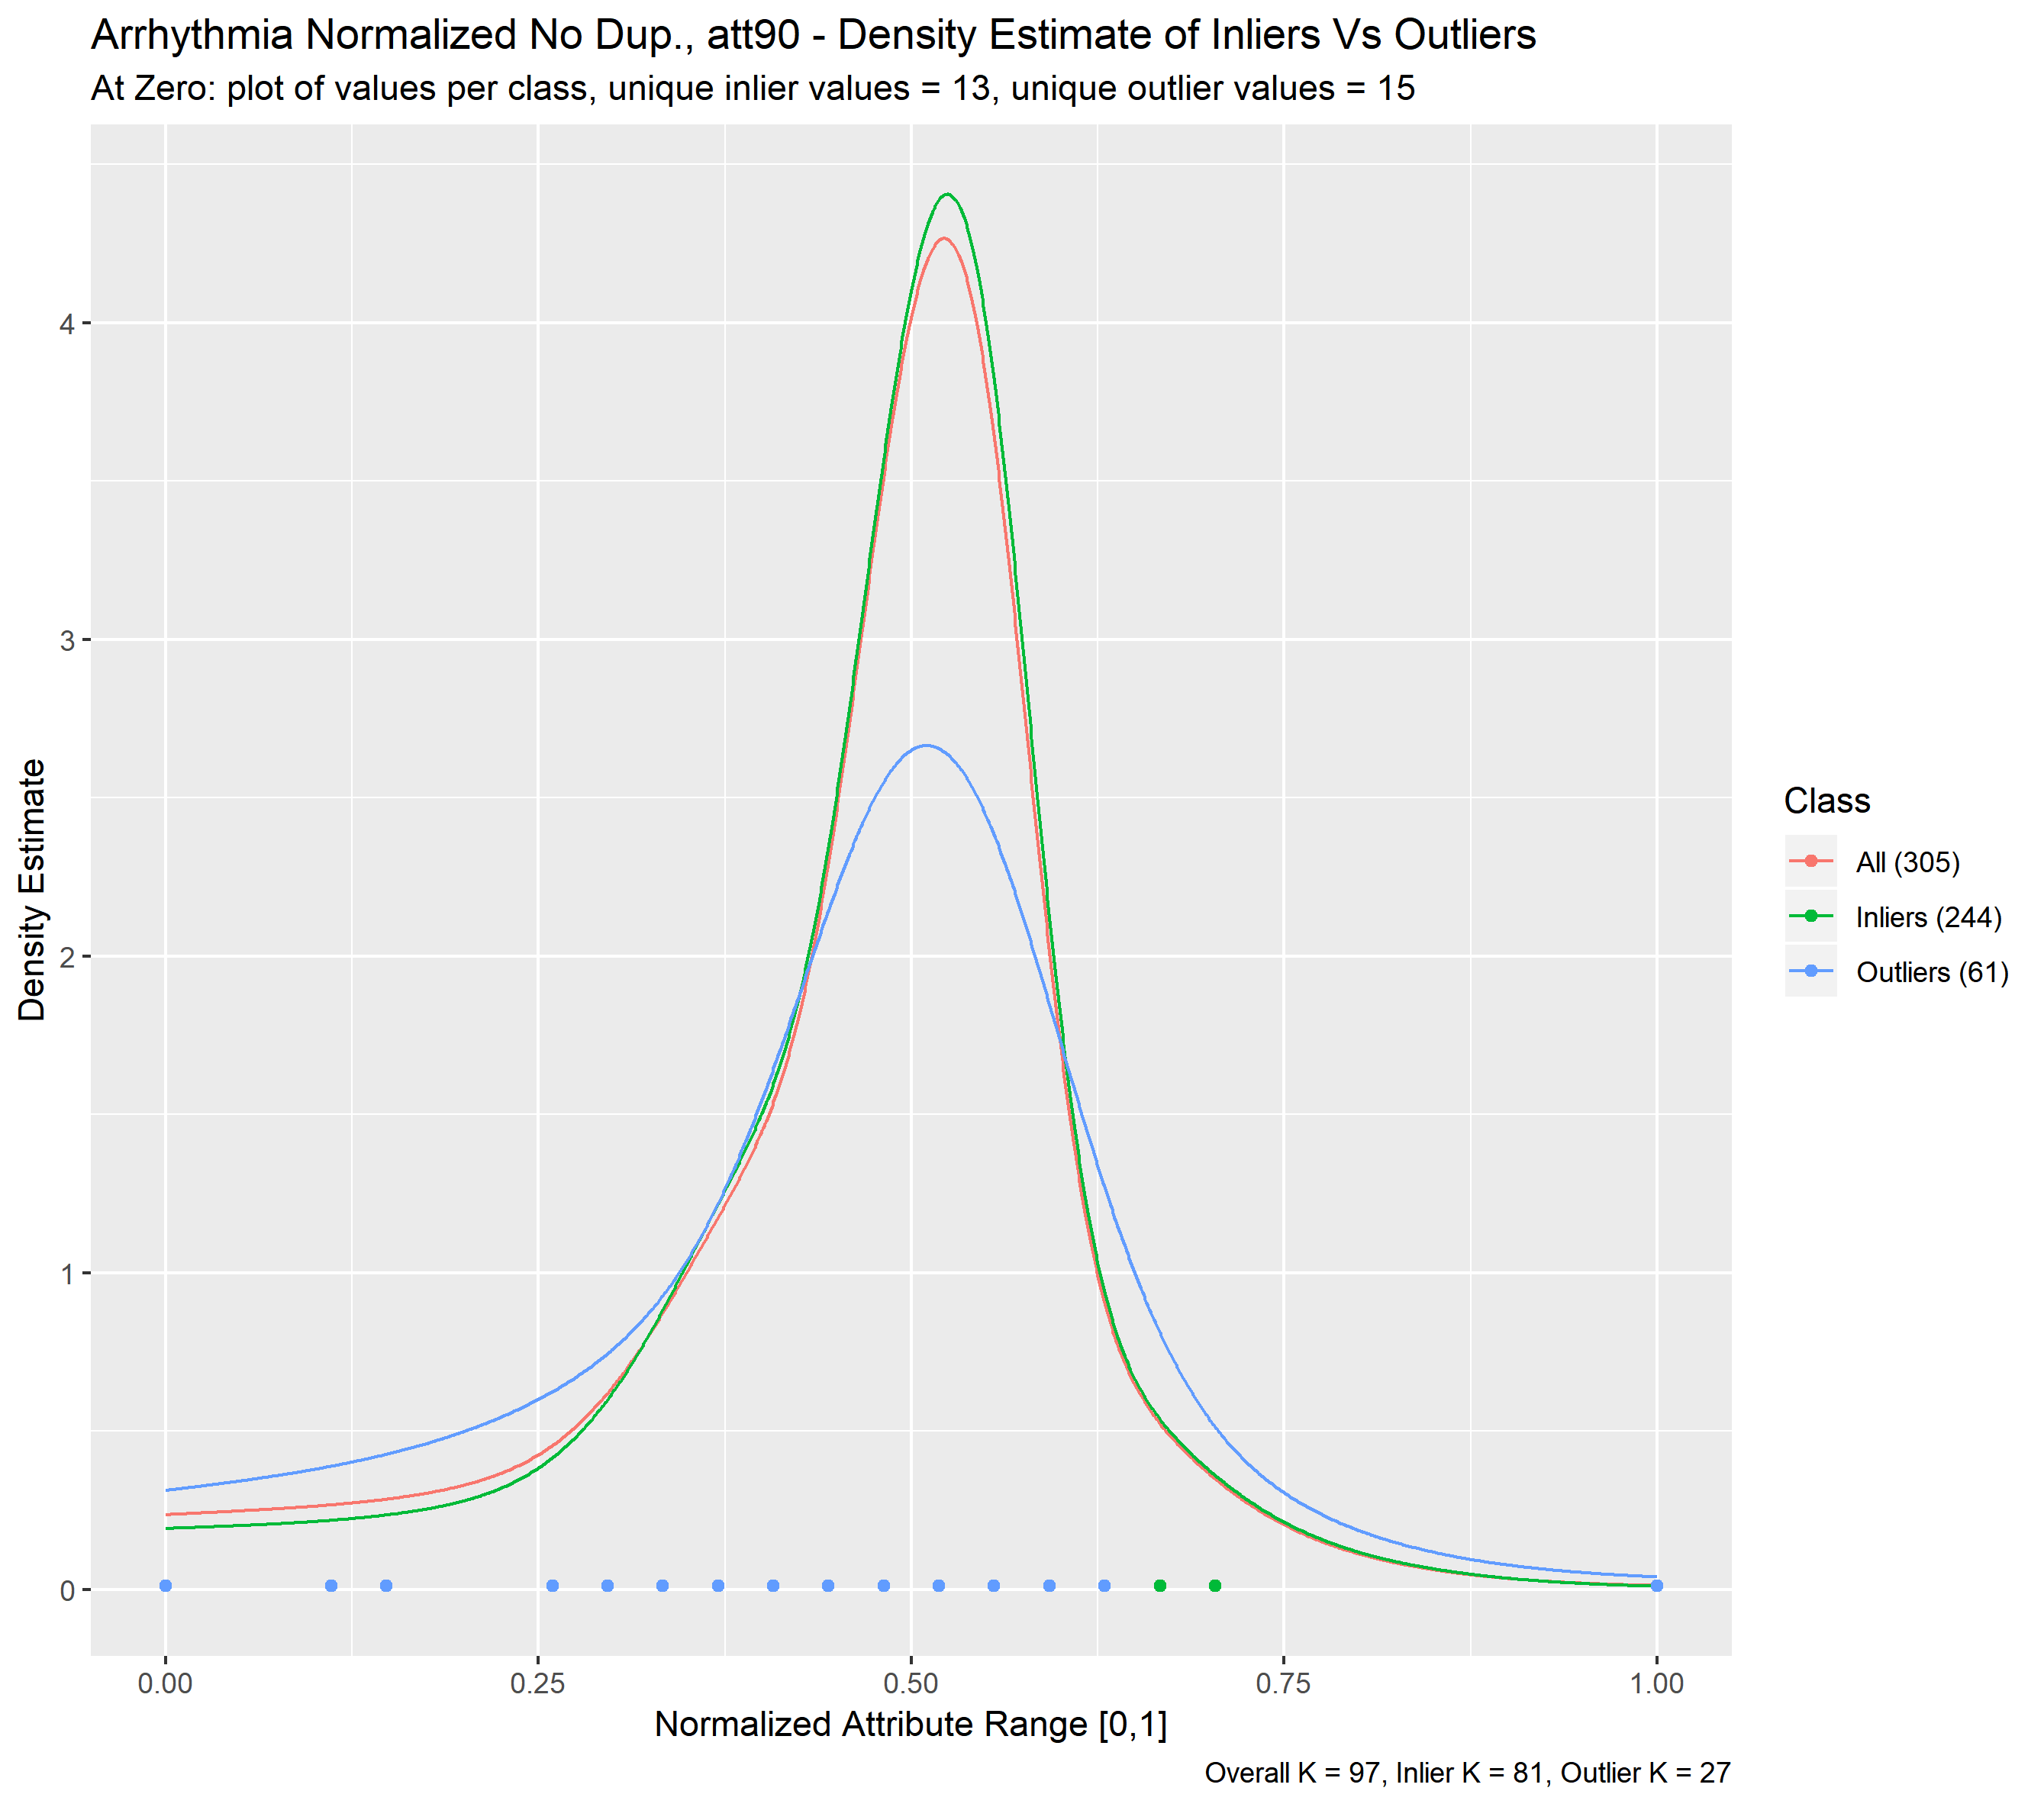 Arrhythmia Normalized No Dup., att90 - Density Estimate of Inliers Vs Outliers
At Zero: plot of values per class, unique inlier values = 13, unique outlier values = 15
Density Estimate
4
3
2
1
0
0.00 0.25 0.50 0.75 1.00
Normalized Attribute Range [0,1]
Class
All (305)
Inliers (244)
Outliers (61)
Overall K = 97, Inlier K = 81, Outlier K = 27